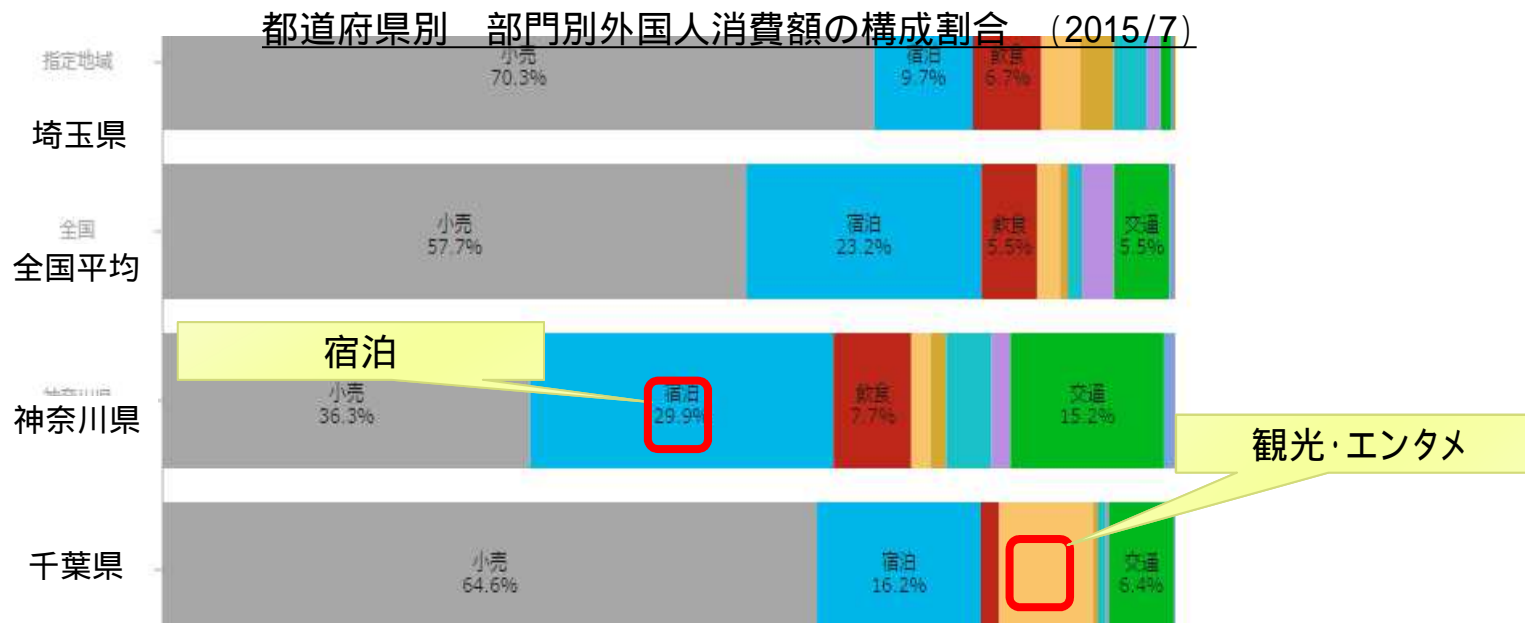 都道府県別　部門別外国人消費額の構成割合　(2015/7)
指定地域
埼玉県
小売
70.3%
宿泊
9.7%
飲食
6.7%
全国
全国平均
小売
57.7%
宿泊
23.2%
飲食
5.5%
交通
5.5%
宿泊
神奈川県
神奈川県
小売
36.3%
宿泊
29.9%
飲食
7.7%
交通
15.2%
観光・エンタメ
千葉県
小売
64.6%
宿泊
16.2%
交通
6.4%